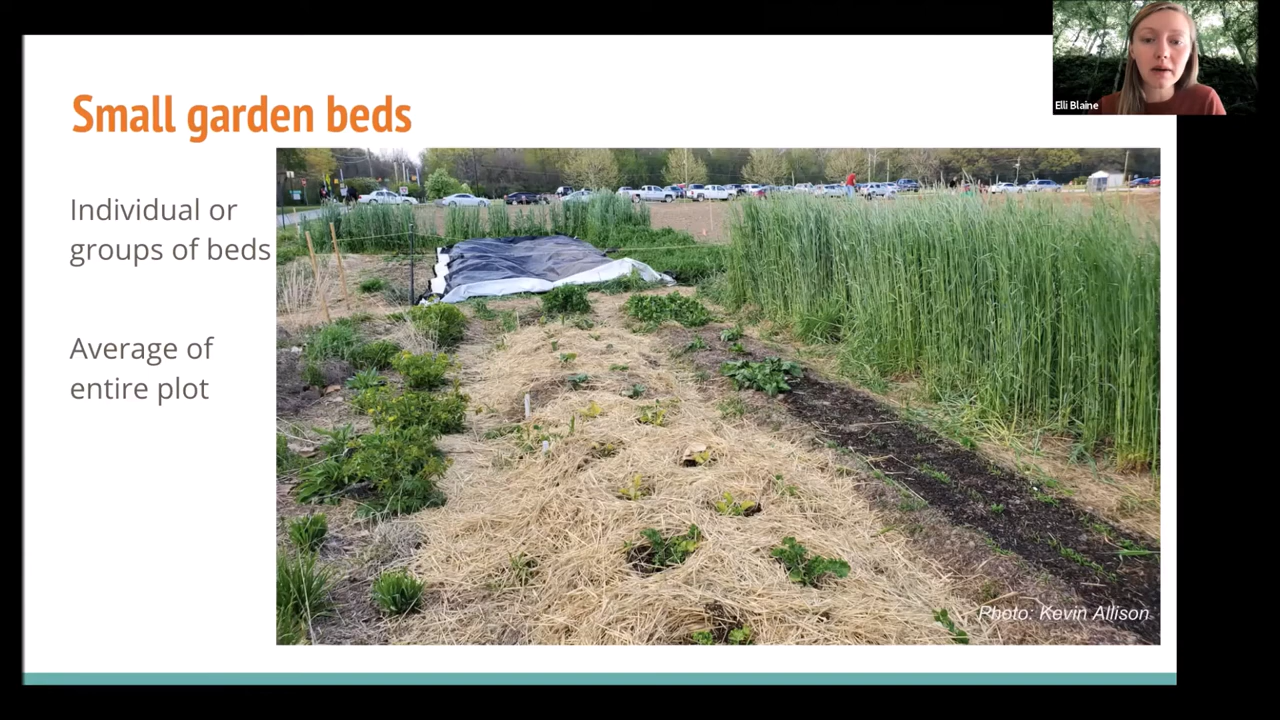 Small garden beds
Elli Blaine
Individual or
groups of beds
Average of
entire plot
Photo: Kevin Allison